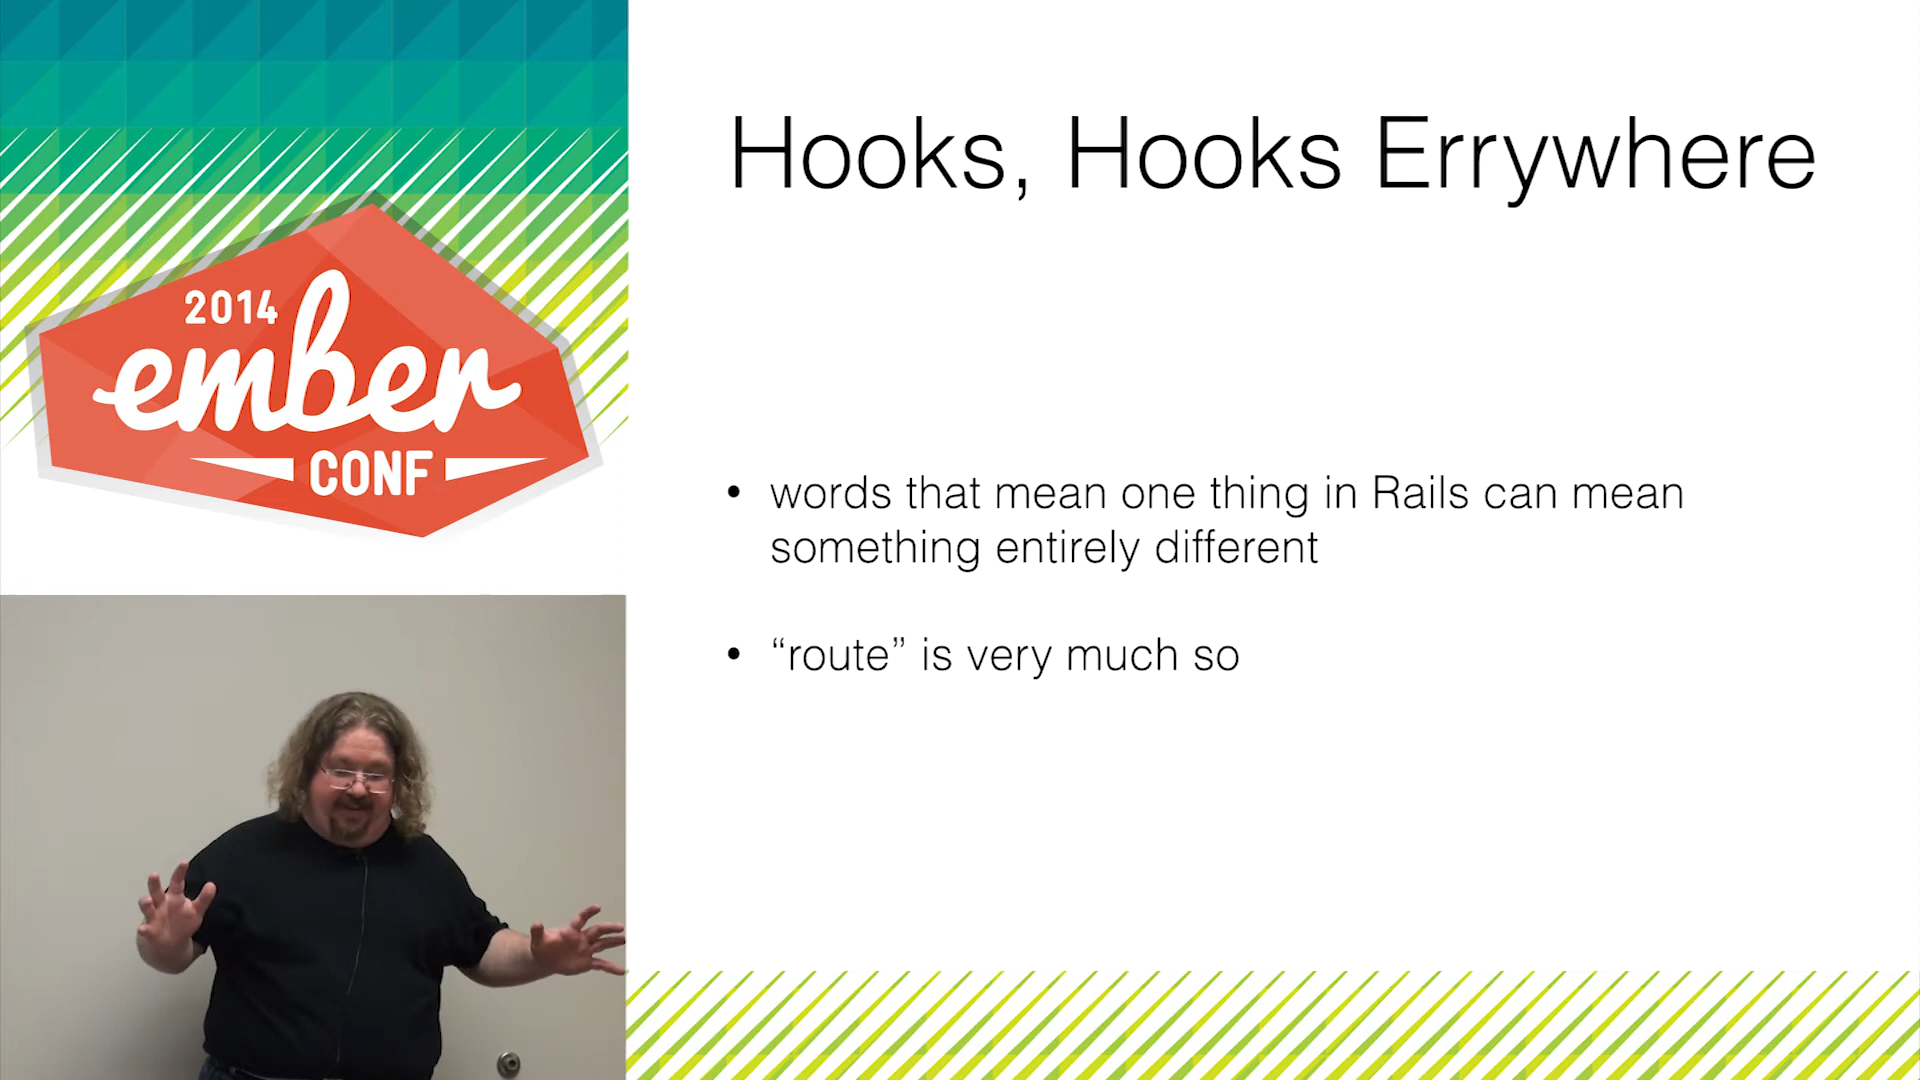 2014
ember
CONF
Hooks, Hooks Errywhere
• words that mean one thing in Rails can mean
something entirely different
• “route” is very much so